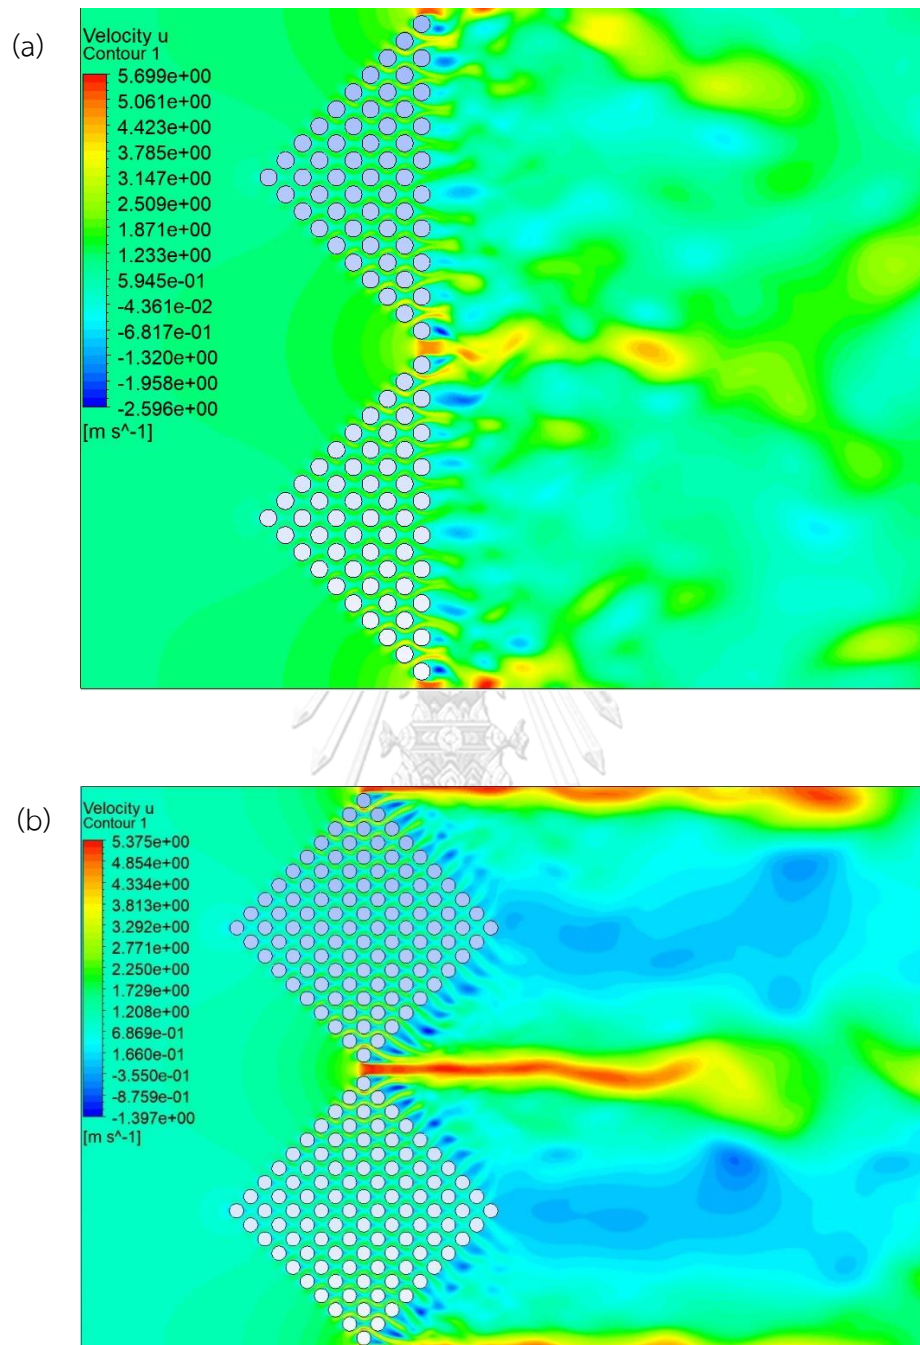 (a)
Velocity u
Contour 1
5.699e+00
5.061e+00
4.423e+00
3.785e+00
3.147e+00
2.509e+00
1.871e+00
1.233e+00
5.945e-01
-4.361e-02
-6.817e-01
-1.320e+00
-1.958e+00
-2.596e+00
[m s^-1]
(b)
Velocity u
Contour 1
5.375e+00
4.854e+00
4.334e+00
3.813e+00
3.292e+00
2.771e+00
2.250e+00
1.729e+00
1.208e+00
6.869e-01
1.660e-01
-3.550e-01
-8.759e-01
-1.397e+00
[m s^-1]